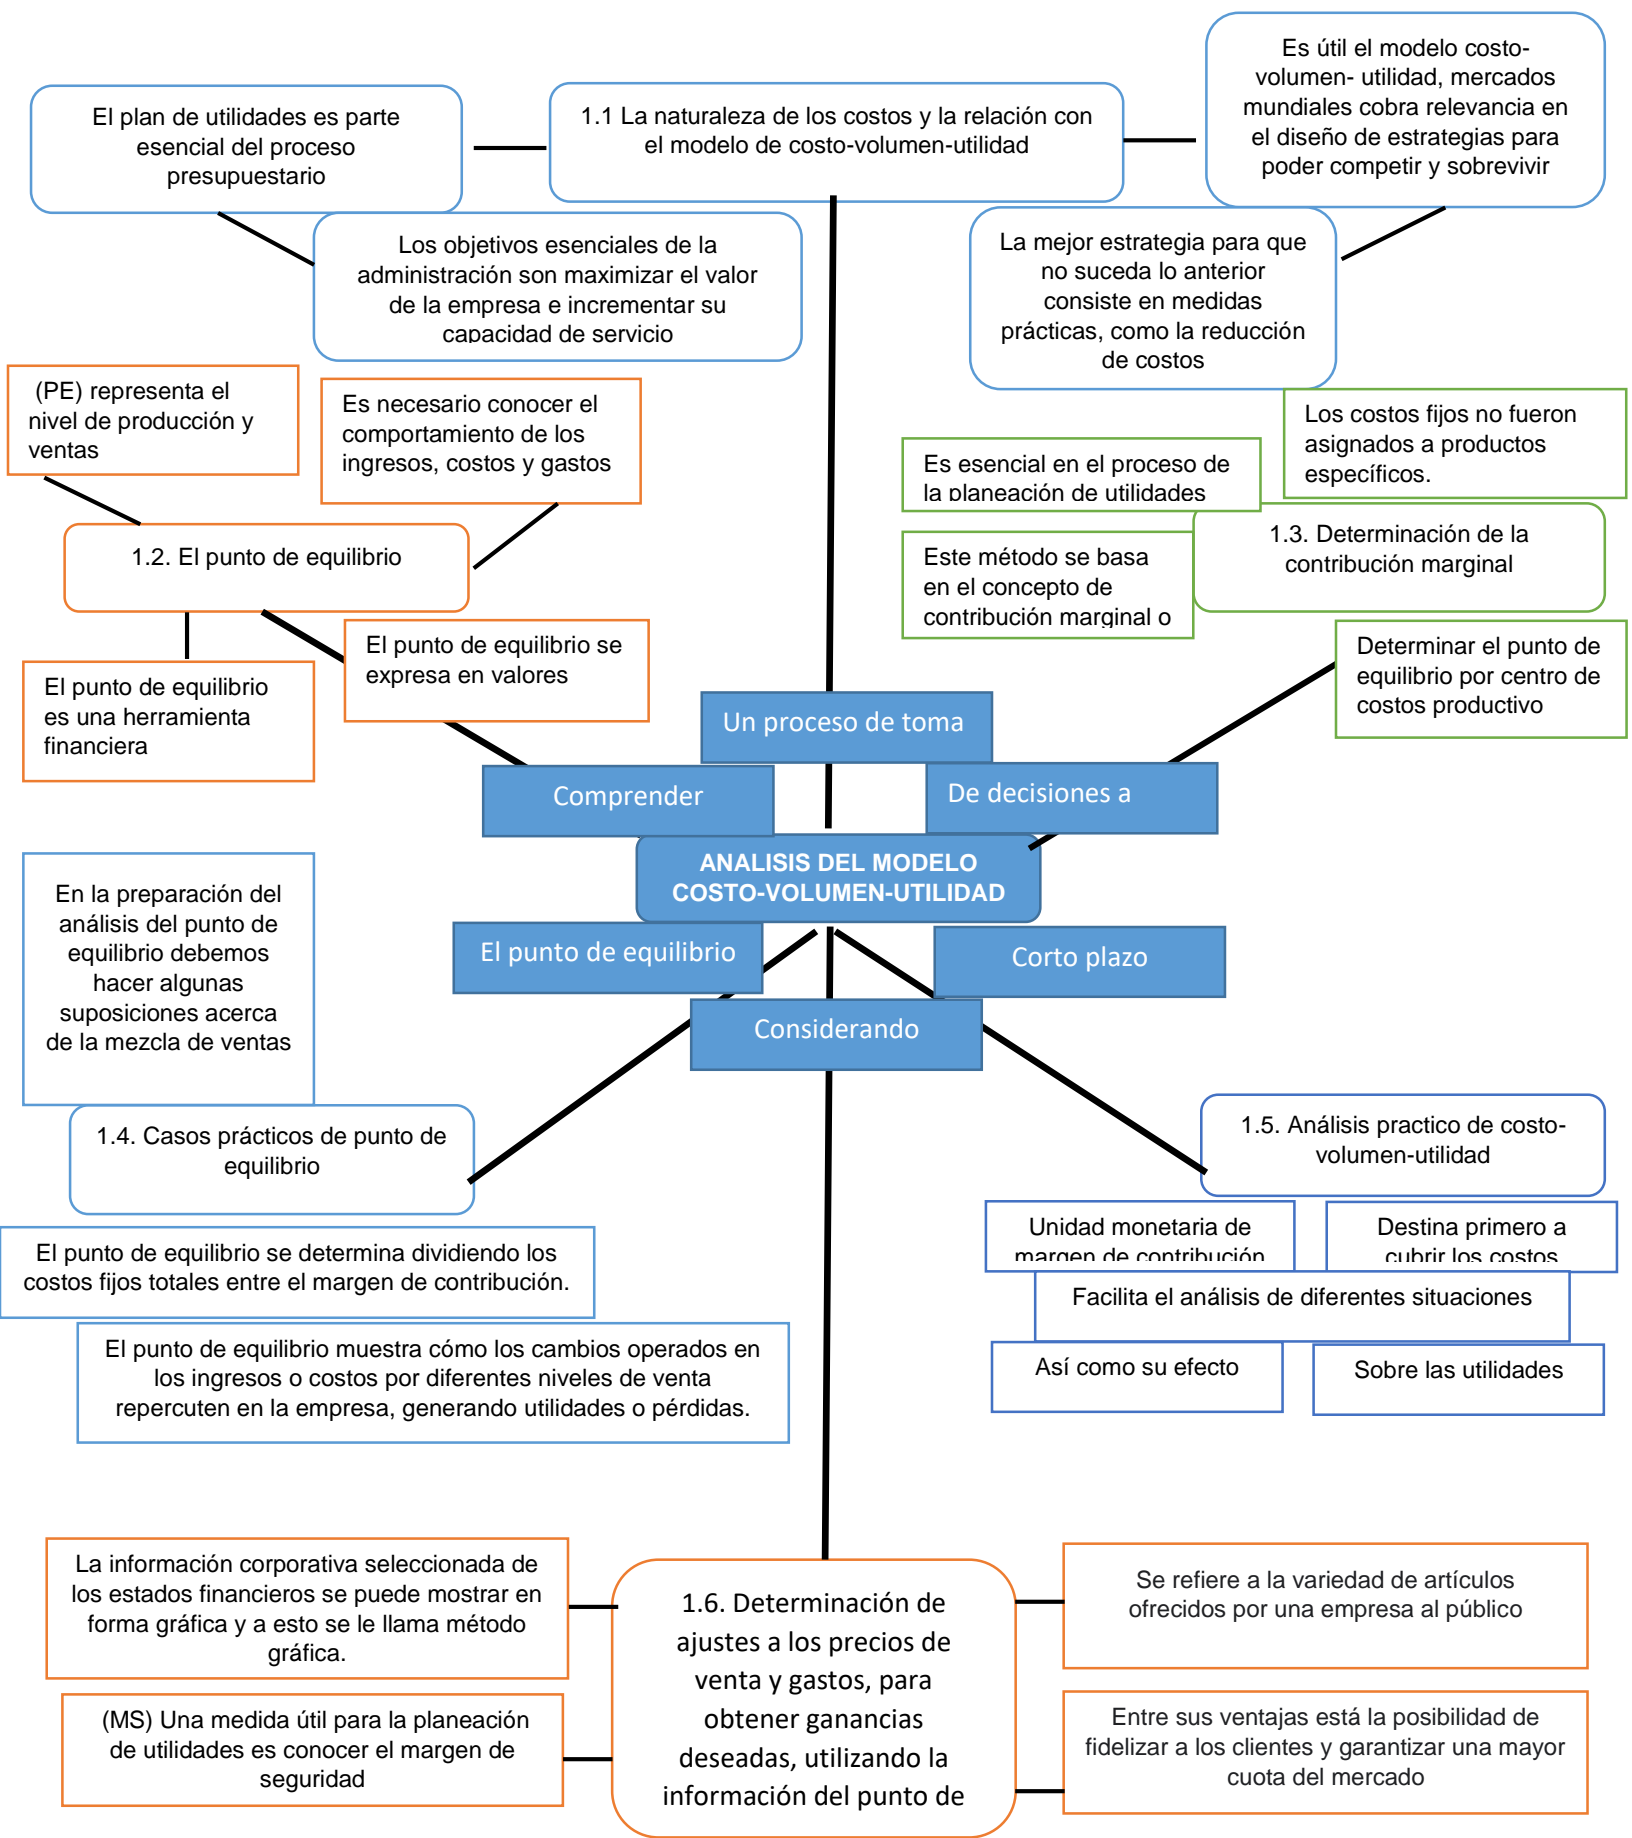 El plan de utilidades es parte
esencial del proceso
presupuestario
1.1 La naturaleza de los costos y la relación con
el modelo de costo-volumen-utilidad
Es útil el modelo costo-
volumen- utilidad, mercados
mundiales cobra relevancia en
el diseño de estrategias para
poder competir y sobrevivir
Los objetivos esenciales de la
administración son maximizar el valor
de la empresa e incrementar su
capacidad de servicio
La mejor estrategia para que
no suceda lo anterior
consiste en medidas
prácticas, como la reducción
de costos
(PE) representa el
nivel de producción y
ventas
Es necesario conocer el
comportamiento de los
ingresos, costos y gastos
Los costos fijos no fueron
asignados a productos
específicos.
Es esencial en el proceso de
la planeación de utilidades
1.2. El punto de equilibrio
1.3. Determinación de la
contribución marginal
Este método se basa
en el concepto de
contribución marginal o
El punto de equilibrio se
expresa en valores
Determinar el punto de
equilibrio por centro de
costos productivo
El punto de equilibrio
es una herramienta
financiera
Un proceso de toma
Comprender
De decisiones a
ANALISIS DEL MODELO
COSTO-VOLUMEN-UTILIDAD
El punto de equilibrio
Corto plazo
Considerando
En la preparación del
análisis del punto de
equilibrio debemos
hacer algunas
suposiciones acerca
de la mezcla de ventas
1.4. Casos prácticos de punto de
equilibrio
1.5. Análisis practico de costo-
volumen-utilidad
El punto de equilibrio se determina dividiendo los
costos fijos totales entre el margen de contribución.
Unidad monetaria de
margen de contribución
Destina primero a
cubrir los costos
Facilita el análisis de diferentes situaciones
El punto de equilibrio muestra cómo los cambios operados en
los ingresos o costos por diferentes niveles de venta
repercuten en la empresa, generando utilidades o pérdidas.
Así como su efecto
Sobre las utilidades
La información corporativa seleccionada de
los estados financieros se puede mostrar en
forma gráfica y a esto se le llama método
gráfica.
(MS) Una medida útil para la planeación
de utilidades es conocer el margen de
seguridad
1.6. Determinación de
ajustes a los precios de
venta y gastos, para
obtener ganancias
deseadas, utilizando la
información del punto de
Se refiere a la variedad de artículos
ofrecidos por una empresa al público
Entre sus ventajas está la posibilidad de
fidelizar a los clientes y garantizar una mayor
cuota del mercado